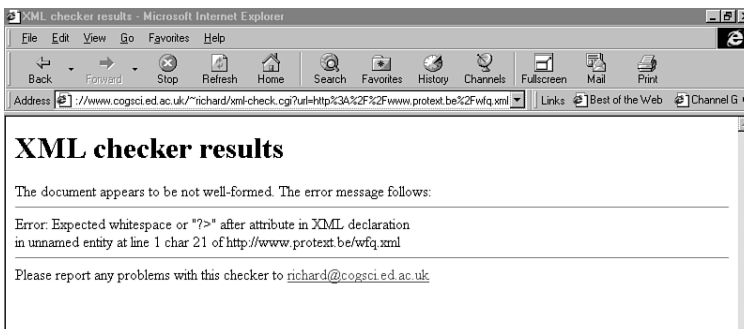 XML checker results - Microsoft Internet Explorer
File Edit View Go Favorites Help
Back Forward Stop Refresh Home Search Favorites History Channels Fullscreen Mail Print
Address ://www.cogsci.ed.ac.uk/~richard/xml-check.cgi?url=http%3A%2F%2Fwww.protext.be%2Fwfq.xml Links Best of the Web Channel G
XML checker results
The document appears to be not well-formed. The error message follows:
Error: Expected whitespace or "?>" after attribute in XML declaration
in unnamed entity at line 1 char 21 of http://www.protext.be/wfq.xml
Please report any problems with this checker to richard@cogsci.ed.ac.uk